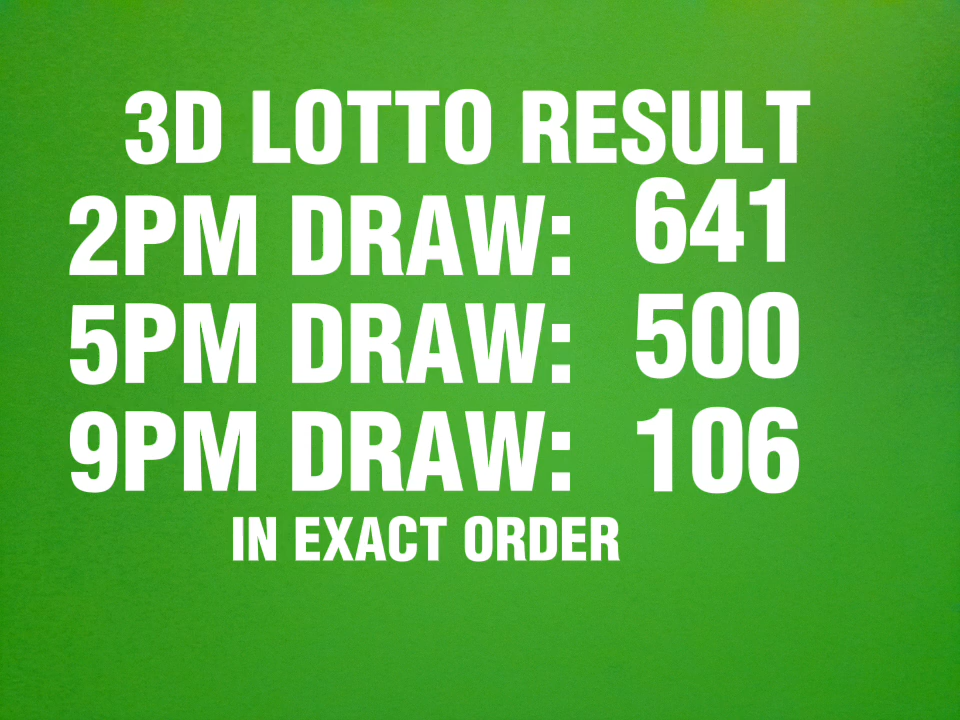 3D LOTTO RESULT
2PM DRAW: 641
5PM DRAW: 500
9PM DRAW: 106
IN EXACT ORDER